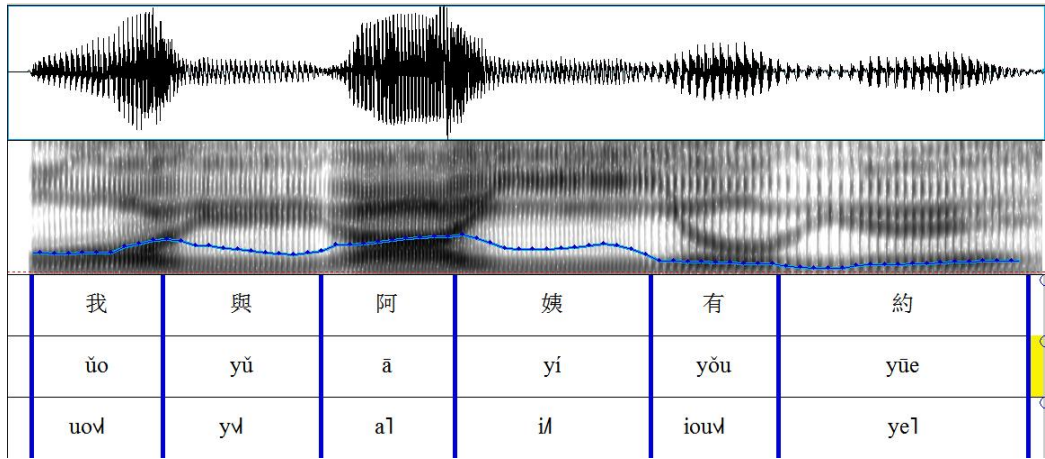 我 與 阿 姨 有 約
ǔo yǔ ā yí yǒu yūe
uo˨˩˦ y˨˩˦ a˥ i˧˥ iou˨˩˦ ye˥